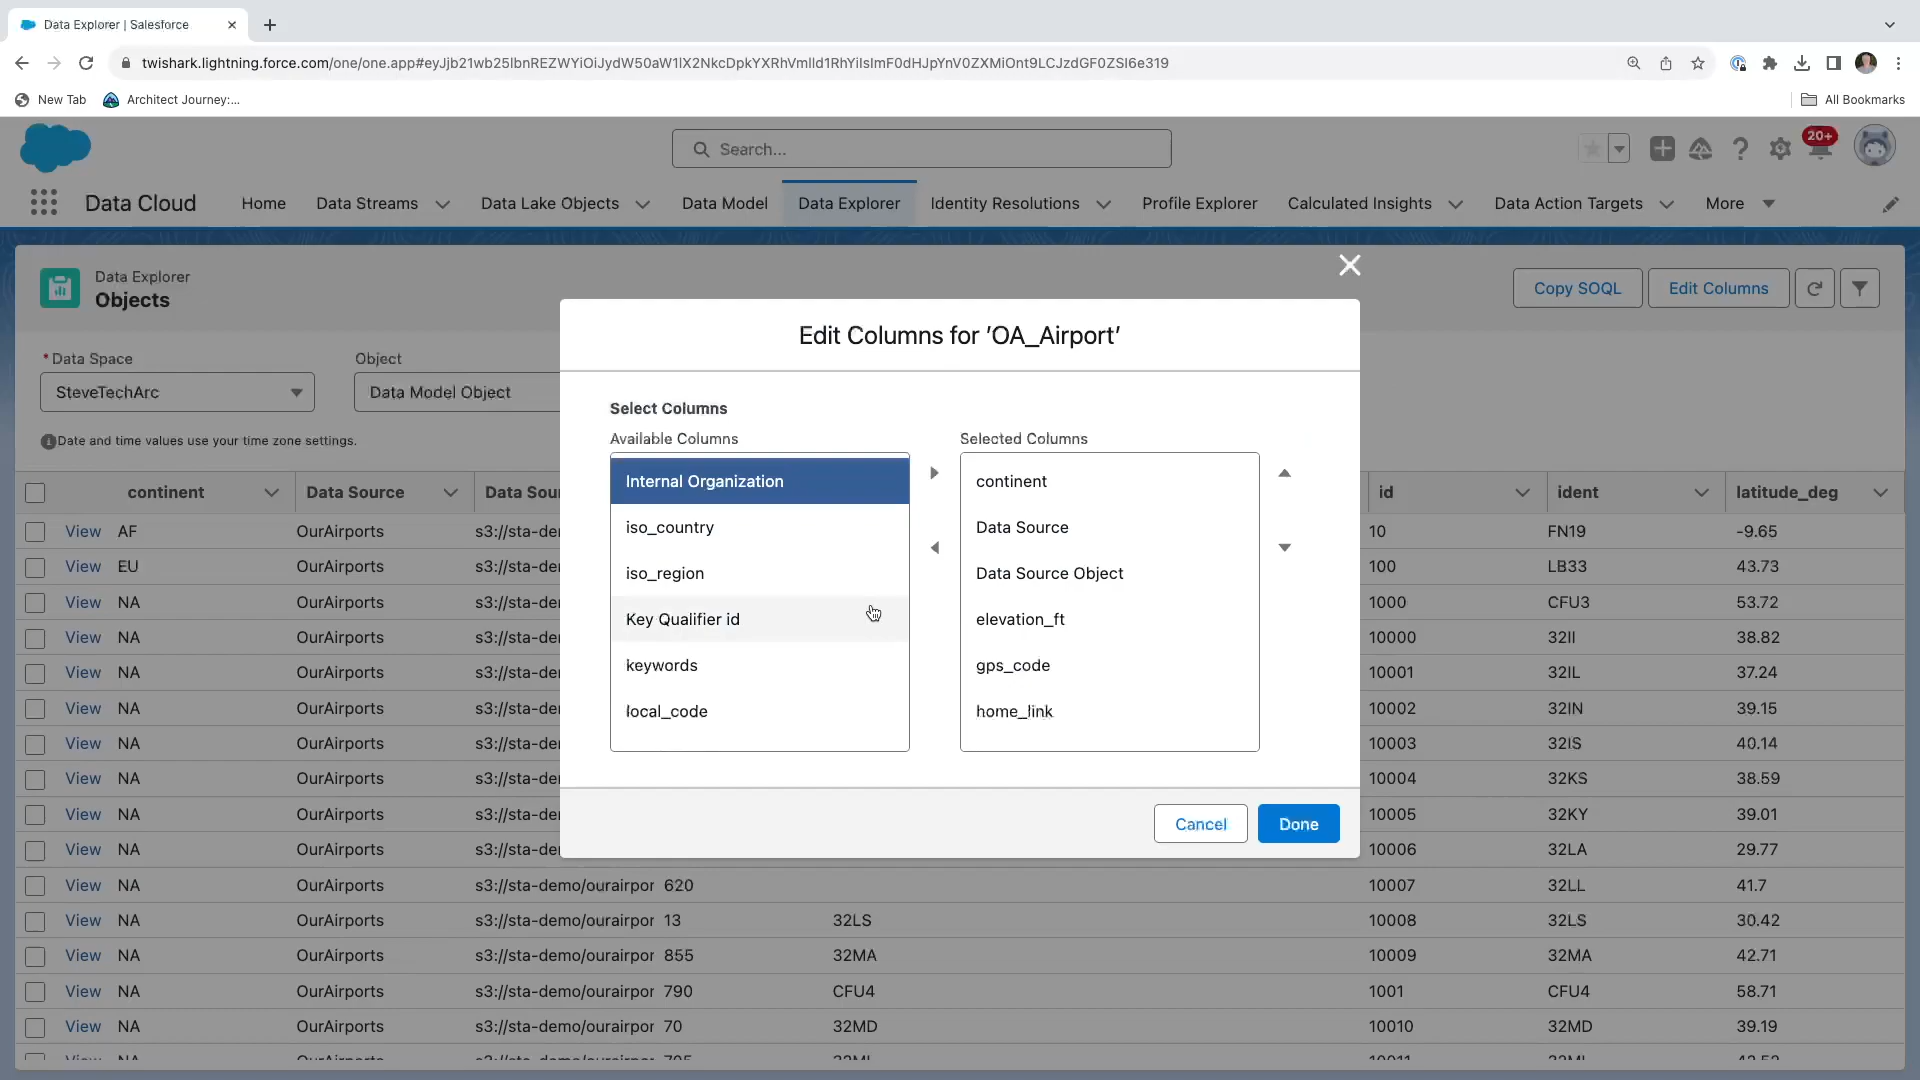 Data Explorer | Salesforce
twishark.lightning.force.com/one/one.app#eyJjb21wb25lbnREZWYiOiJydW50aW1lX2NkcDpkYXRhVmlld1RhYiIsImF0dHJpYnV0ZXMiOnt9LCJzdGF0ZSI6e319
New Tab
Architect Journey:...
All Bookmarks
Search...
20+
Data Cloud
Home
Data Streams
Data Lake Objects
Data Model
Data Explorer
Identity Resolutions
Profile Explorer
Calculated Insights
Data Action Targets
More
Data Explorer
Objects
Copy SOQL
Edit Columns
* Data Space
Object
SteveTechArc
Data Model Object
Date and time values use your time zone settings.
Edit Columns for 'OA_Airport'
Select Columns
Available Columns
Internal Organization
iso_country
iso_region
Key Qualifier id
keywords
local_code
Selected Columns
continent
Data Source
Data Source Object
elevation_ft
gps_code
home_link
Cancel
Done
continent Data Source Data Sour id ident latitude_deg
View AF OurAirports s3://sta-de 10 FN19 -9.65
View EU OurAirports s3://sta-de 100 LB33 43.73
View NA OurAirports s3://sta-de 1000 CFU3 53.72
View NA OurAirports s3://sta-de 10000 32II 38.82
View NA OurAirports s3://sta-de 10001 32IL 37.24
View NA OurAirports s3://sta-de 10002 32IN 39.15
View NA OurAirports s3://sta-de 10003 32IS 40.14
View NA OurAirports s3://sta-de 10004 32KS 38.59
View NA OurAirports s3://sta-de 10005 32KY 39.01
View NA OurAirports s3://sta-de 10006 32LA 29.77
View NA OurAirports s3://sta-demo/ourairpor 620 10007 32LL 41.7
View NA OurAirports s3://sta-demo/ourairpor 13 32LS 10008 32LS 30.42
View NA OurAirports s3://sta-demo/ourairpor 855 32MA 10009 32MA 42.71
View NA OurAirports s3://sta-demo/ourairpor 790 CFU4 1001 CFU4 58.71
View NA OurAirports s3://sta-demo/ourairpor 70 32MD 10010 32MD 39.19